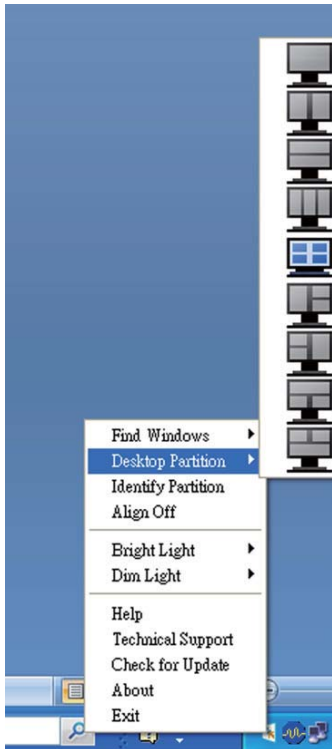 Find Windows
Desktop Partition
Identify Partition
Align Off
Bright Light
Dim Light
Help
Technical Support
Check for Update
About
Exit